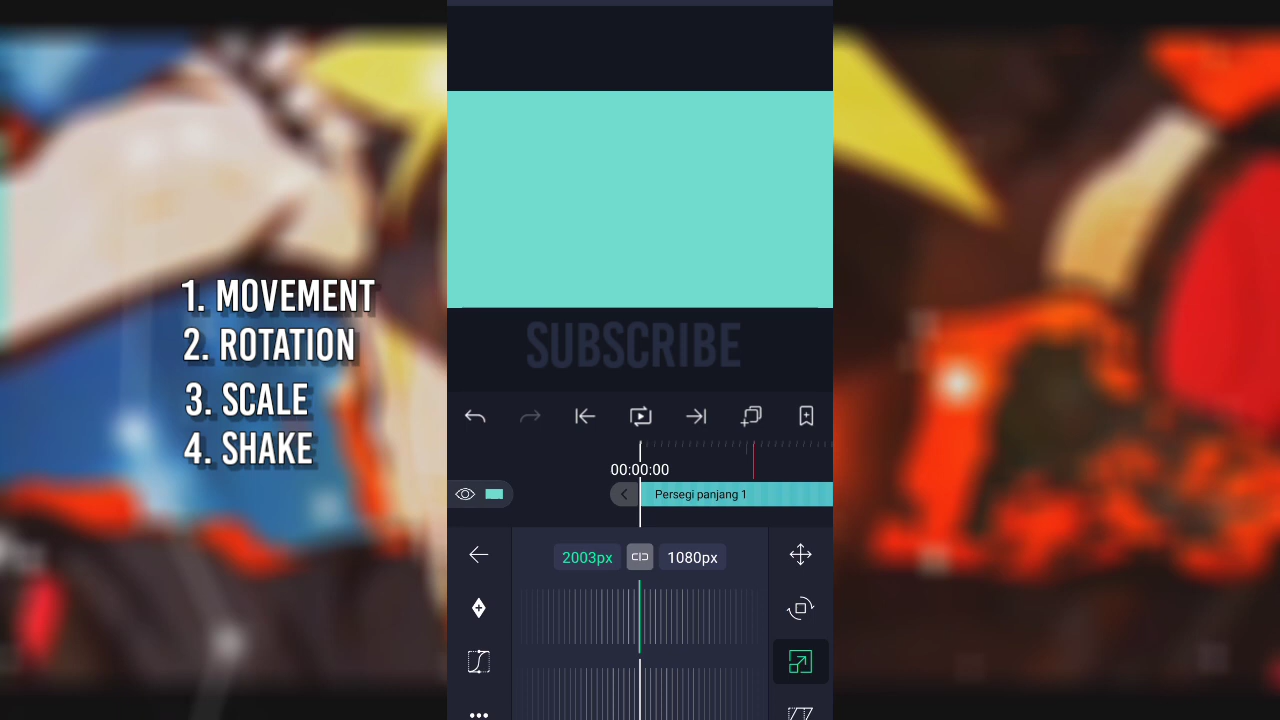 1. MOVEMENT
2. ROTATION
3. SCALE
4. SHAKE
SUBSCRIBE
00:00:00
Persegi panjang 1
2003px
1080px